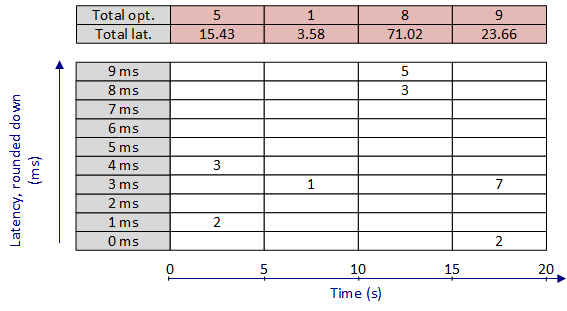 Total opt. 5 1 8 9
Total lat. 15.43 3.58 71.02 23.66
Latency, rounded down
(ms)
9 ms 5
8 ms 3
7 ms
6 ms
5 ms
4 ms 3
3 ms 1 7
2 ms
1 ms 2
0 ms 2
0 5 10 15 20
Time (s)